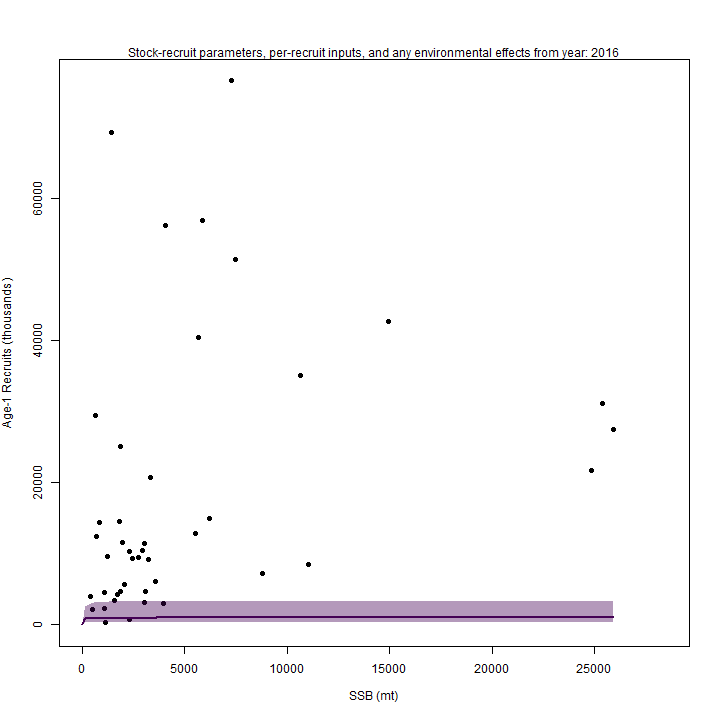 Stock-recruit parameters, per-recruit inputs, and any environmental effects from year: 2016
Age-1 Recruits (thousands)
60000
40000
20000
0
0 5000 10000 15000 20000 25000
SSB (mt)